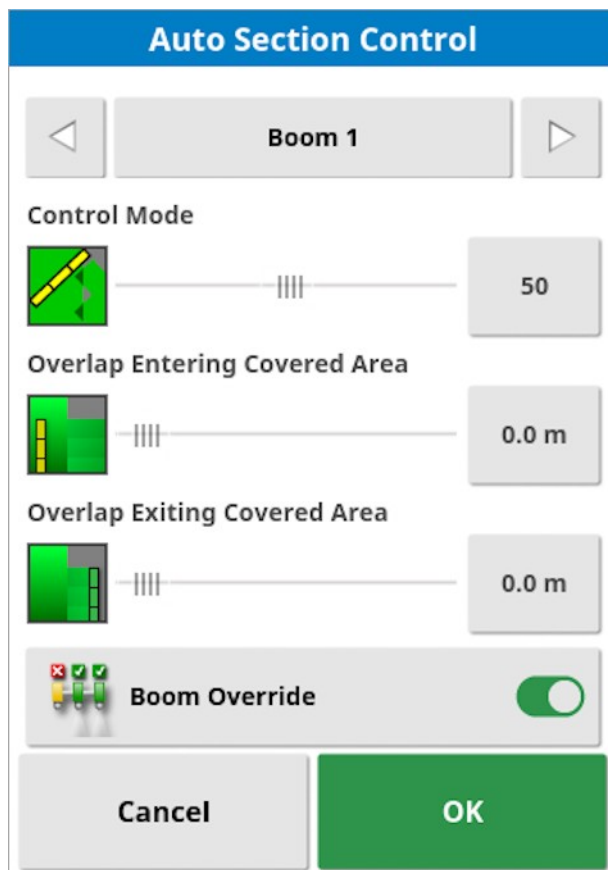 Auto Section Control
Boom 1
Control Mode
50
Overlap Entering Covered Area
0.0 m
Overlap Exiting Covered Area
0.0 m
Boom Override
Cancel
OK